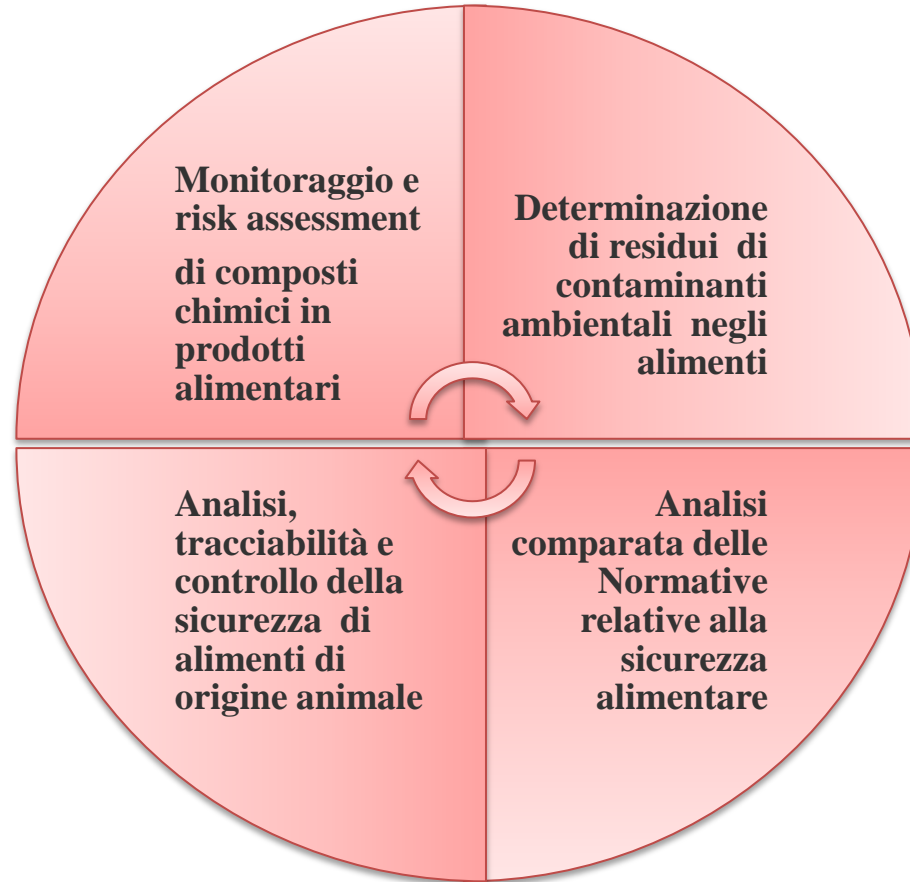 Monitoraggio e
risk assessment
di composti
chimici in
prodotti
alimentari
Determinazione
di residui di
contaminanti
ambientali negli
alimenti
Analisi,
tracciabilità e
controllo della
sicurezza di
alimenti di
origine animale
Analisi
comparata delle
Normative
relative alla
sicurezza
alimentare